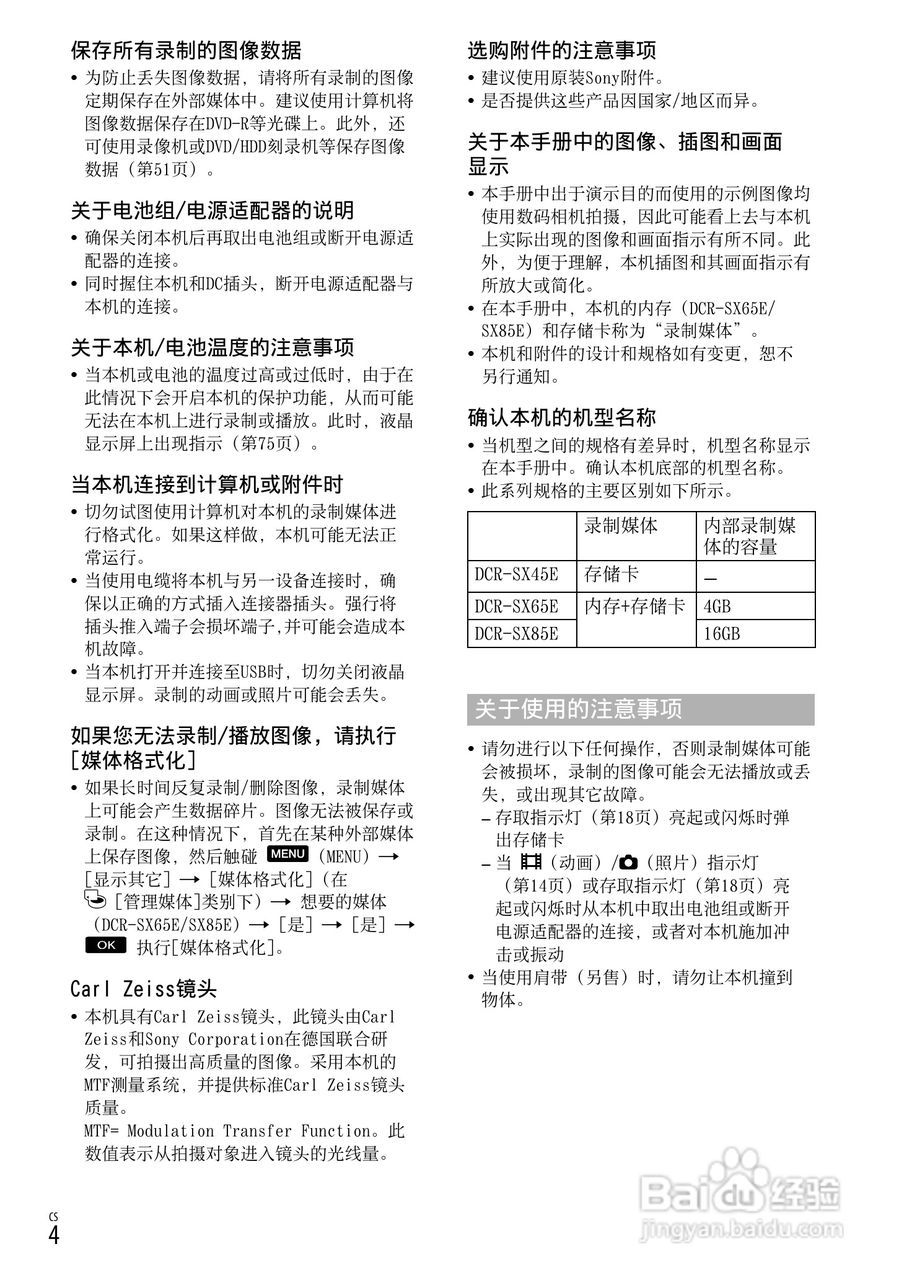 保存所有录制的图像数据
• 为防止丢失图像数据，请将所有录制的图像
定期保存在外部媒体中。建议使用计算机将
图像数据保存在DVD-R等光碟上。此外，还
可使用录像机或DVD/HDD刻录机等保存图像
数据（第51页）。
关于电池组/电源适配器的说明
• 确保关闭本机后再取出电池组或断开电源适
配器的连接。
• 同时握住本机和DC插头，断开电源适配器与
本机的连接。
关于本机/电池温度的注意事项
• 当本机或电池的温度过高或过低时，由于在
此情况下会开启本机的保护功能，从而可能
无法在本机上进行录制或播放。此时，液晶
显示屏上出现指示（第75页）。
当本机连接到计算机或附件时
• 切勿试图使用计算机对本机的录制媒体进
行格式化。如果这样做，本机可能无法正
常运行。
• 当使用电缆将本机与另一设备连接时，确
保以正确的方式插入连接器插头。强行将
插头推入端子会损坏端子,并可能会造成本
机故障。
• 当本机打开并连接至USB时，切勿关闭液晶
显示屏。录制的动画或照片可能会丢失。
如果您无法录制/播放图像，请执行
[媒体格式化]
• 如果长时间反复录制/删除图像，录制媒体
上可能会产生数据碎片。图像无法被保存或
录制。在这种情况下，首先在某种外部媒体
上保存图像，然后触碰 MENU（MENU）→
[显示其它] → [媒体格式化]（在
[管理媒体]类别下）→ 想要的媒体
（DCR-SX65E/SX85E）→ [是] → [是] →
OK 执行[媒体格式化]。
Carl Zeiss镜头
• 本机具有Carl Zeiss镜头，此镜头由Carl
Zeiss和Sony Corporation在德国联合研
发，可拍摄出高质量的图像。采用本机的
MTF测量系统，并提供标准Carl Zeiss镜头
质量。
MTF= Modulation Transfer Function。此
数值表示从拍摄对象进入镜头的光线量。
选购附件的注意事项
• 建议使用原装Sony附件。
• 是否提供这些产品因国家/地区而异。
关于本手册中的图像、插图和画面
显示
• 本手册中出于演示目的而使用的示例图像均
使用数码相机拍摄，因此可能看上去与本机
上实际出现的图像和画面指示有所不同。此
外，为便于理解，本机插图和其画面指示有
所放大或简化。
• 在本手册中，本机的内存（DCR-SX65E/
SX85E）和存储卡称为“录制媒体”。
• 本机和附件的设计和规格如有变更，恕不
另行通知。
确认本机的机型名称
• 当机型之间的规格有差异时，机型名称显示
在本手册中。确认本机底部的机型名称。
• 此系列规格的主要区别如下所示。
录制媒体 内部录制媒
体的容量
DCR-SX45E 存储卡 –
DCR-SX65E 内存+存储卡 4GB
DCR-SX85E 16GB
关于使用的注意事项
• 请勿进行以下任何操作，否则录制媒体可能
会被损坏，录制的图像可能会无法播放或丢
失，或出现其它故障。
– 存取指示灯（第18页）亮起或闪烁时弹
出存储卡
– 当 （动画）/（照片）指示灯
（第14页）或存取指示灯（第18页）亮
起或闪烁时从本机中取出电池组或断开
电源适配器的连接，或者对本机施加冲
击或振动
• 当使用肩带（另售）时，请勿让本机撞到
物体。
CS
4
Baidu经验
jingyan.baidu.com